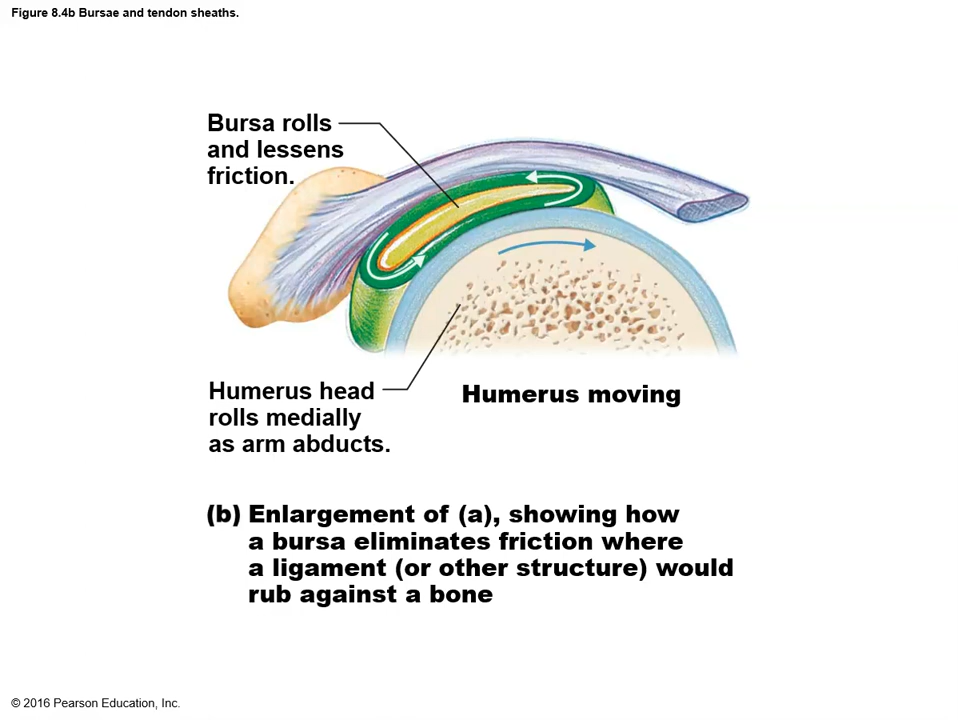 Figure 8.4b Bursae and tendon sheaths.
Bursa rolls
and lessens
friction.
Humerus head
rolls medially
as arm abducts.
Humerus moving
(b) Enlargement of (a), showing how
a bursa eliminates friction where
a ligament (or other structure) would
rub against a bone
© 2016 Pearson Education, Inc.